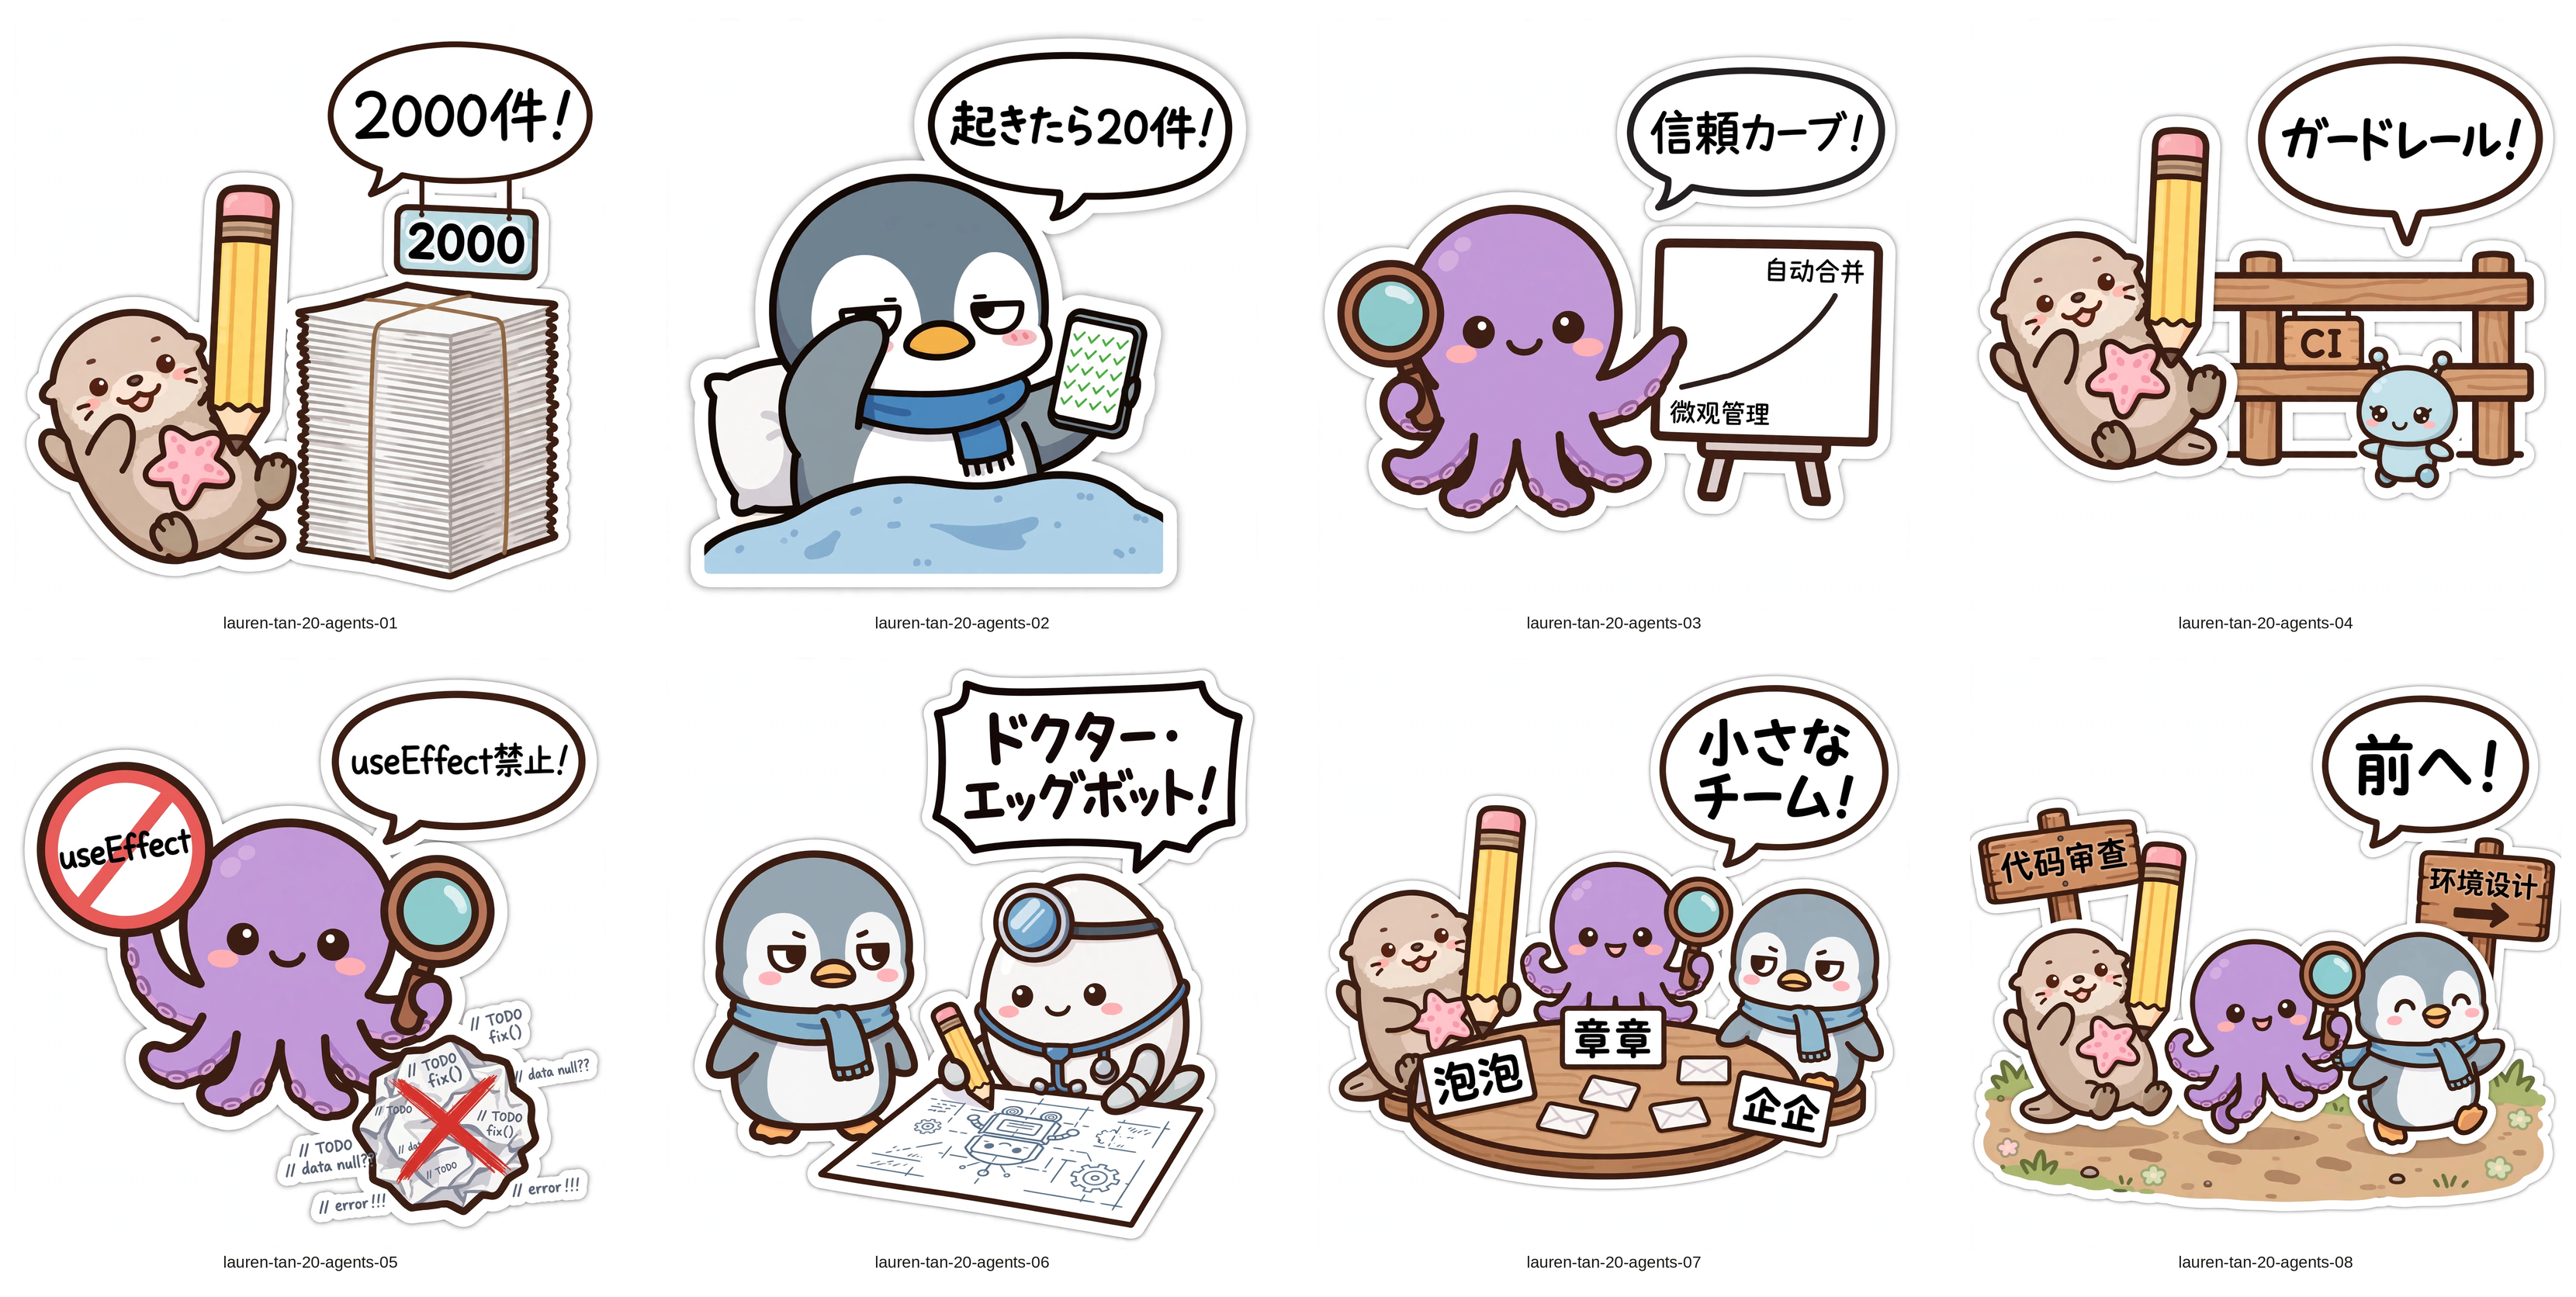 2000件!
2000
lauren-tan-20-agents-01
起きたら20件!
lauren-tan-20-agents-02
信頼カーブ!
自动合并
微观管理
lauren-tan-20-agents-03
ガードレール!
CI
lauren-tan-20-agents-04
useEffect禁止!
useEffect
// TODO
fix()
// data null??
// TODO
fix()
// TODO
// TODO
fix()
// TODO
// data null??
// TODO
// error !!!
// error !!!
lauren-tan-20-agents-05
ドクター・
エッグボット!
lauren-tan-20-agents-06
小さな
チーム!
章章
泡泡
企企
lauren-tan-20-agents-07
前へ!
代码审查
环境设计
lauren-tan-20-agents-08